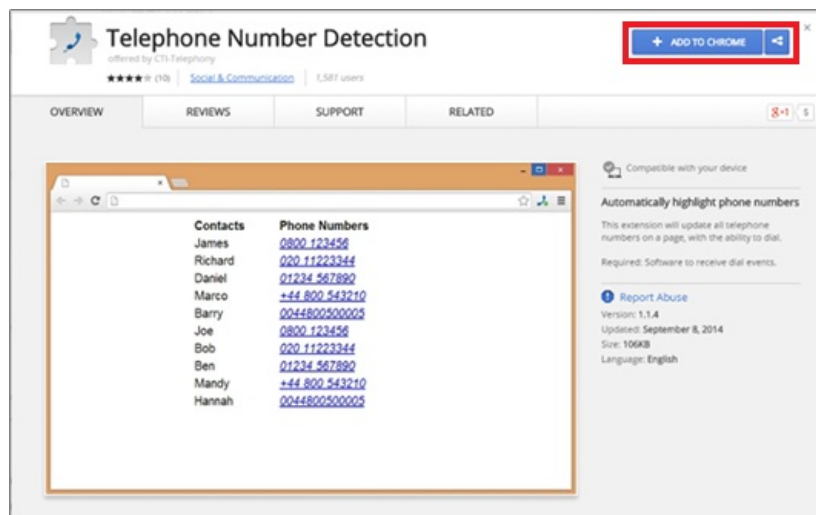 Telephone Number Detection
offered by CTI-Telephony
(10) Social & Communication 1,581 users
+ ADD TO CHROME
OVERVIEW REVIEWS SUPPORT RELATED
g+1 5
Contacts Phone Numbers
James 0800 123456
Richard 020 11223344
Daniel 01234 567890
Marco +44 800 543210
Barry 0044800500005
Joe 0800 123456
Bob 020 11223344
Ben 01234 567890
Mandy +44 800 543210
Hannah 0044800500005
Compatible with your device
Automatically highlight phone numbers
This extension will update all telephone
numbers on a page, with the ability to dial.
Required: Software to receive dial events.
Report Abuse
Version: 1.1.4
Updated: September 8, 2014
Size: 106KB
Language: English